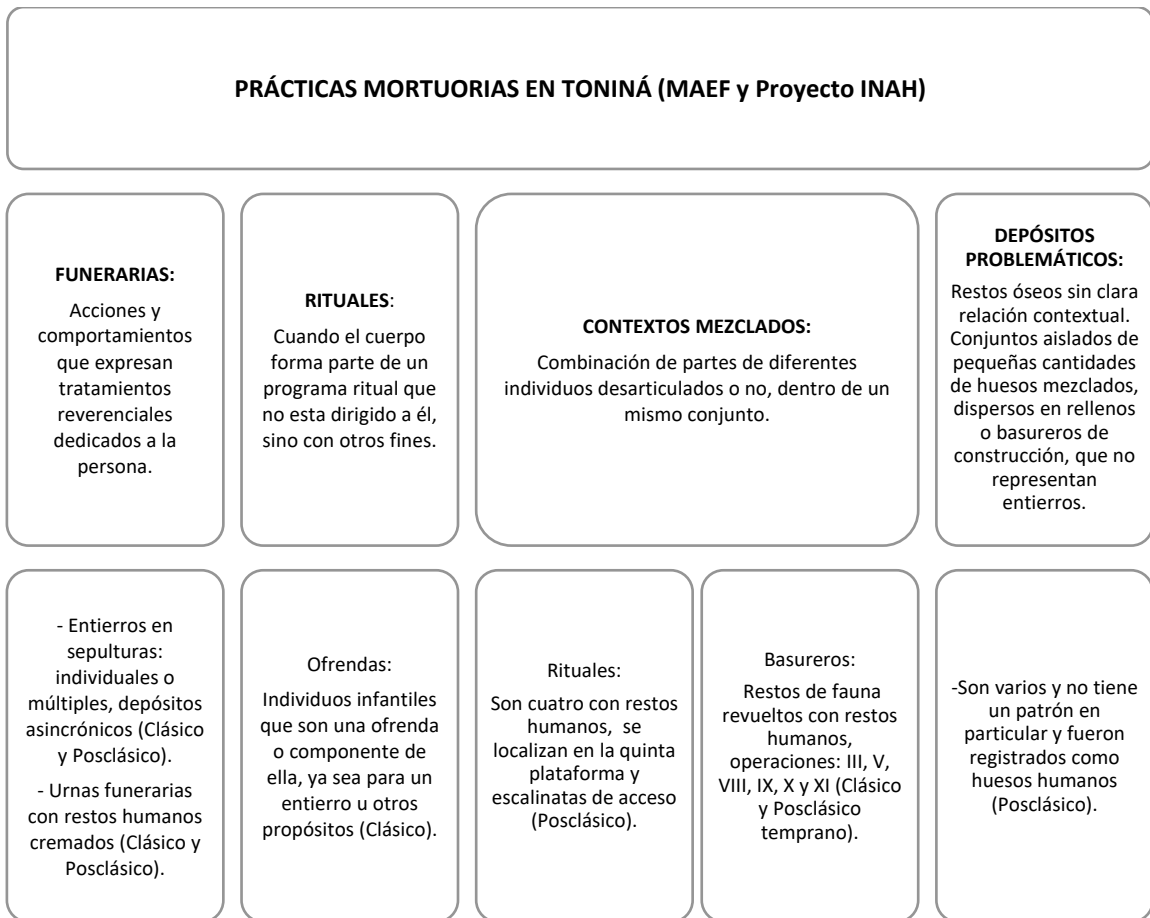 PRÁCTICAS MORTUORIAS EN TONINÁ (MAEF y Proyecto INAH)
FUNERARIAS:
Acciones y
comportamientos
que expresan
tratamientos
reverenciales
dedicados a la
persona.
RITUALES:
Cuando el cuerpo
forma parte de un
programa ritual que
no esta dirigido a él,
sino con otros fines.
CONTEXTOS MEZCLADOS:
Combinación de partes de diferentes
individuos desarticulados o no, dentro de un
mismo conjunto.
DEPÓSITOS
PROBLEMÁTICOS:
Restos óseos sin clara
relación contextual.
Conjuntos aislados de
pequeñas cantidades
de huesos mezclados,
dispersos en rellenos
o basureros de
construcción, que no
representan
entierros.
- Entierros en
sepulturas:
individuales o
múltiples, depósitos
asincrónicos (Clásico
y Posclásico).
- Urnas funerarias
con restos humanos
cremados (Clásico y
Posclásico).
Ofrendas:
Individuos infantiles
que son una ofrenda
o componente de
ella, ya sea para un
entierro u otros
propósitos (Clásico).
Rituales:
Son cuatro con restos
humanos, se
localizan en la quinta
plataforma y
escalinatas de acceso
(Posclásico).
Basureros:
Restos de fauna
revueltos con restos
humanos,
operaciones: III, V,
VIII, IX, X y XI (Clásico
y Posclásico
temprano).
-Son varios y no tiene
un patrón en
particular y fueron
registrados como
huesos humanos
(Posclásico).